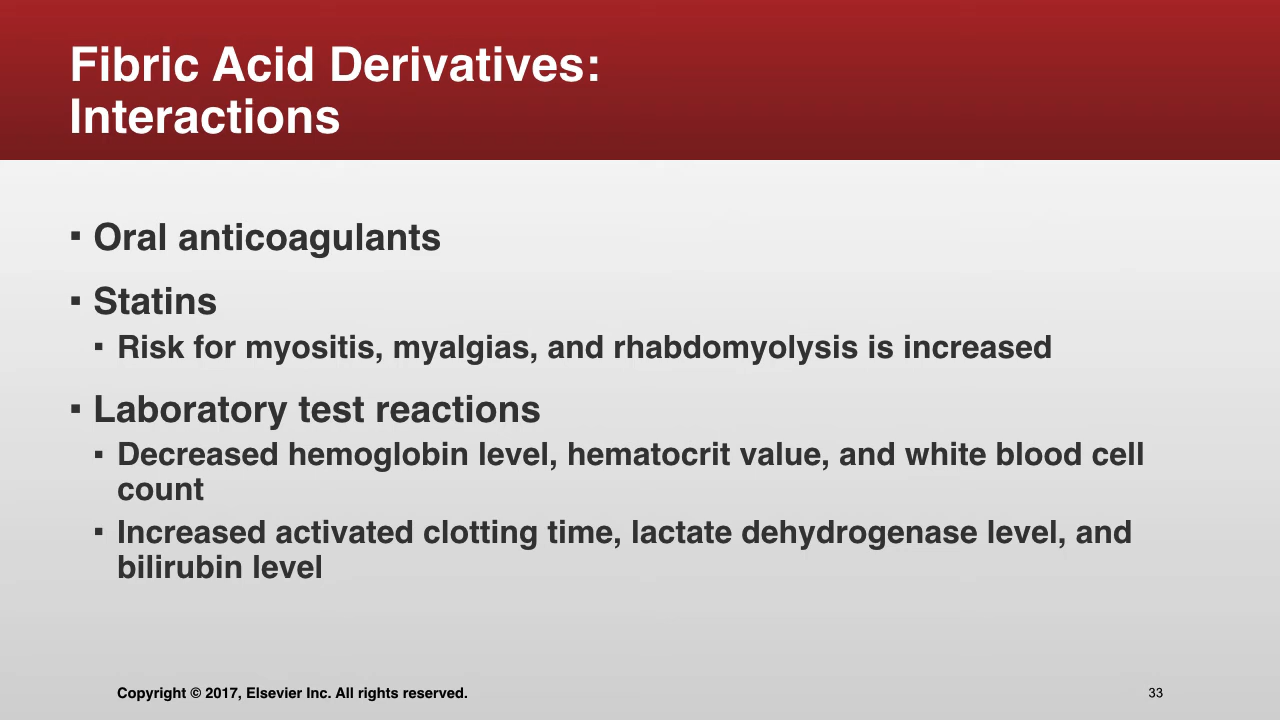 Fibric Acid Derivatives:
Interactions
▪ Oral anticoagulants
▪ Statins
▪ Risk for myositis, myalgias, and rhabdomyolysis is increased
▪ Laboratory test reactions
▪ Decreased hemoglobin level, hematocrit value, and white blood cell
count
▪ Increased activated clotting time, lactate dehydrogenase level, and
bilirubin level
Copyright © 2017, Elsevier Inc. All rights reserved.
33